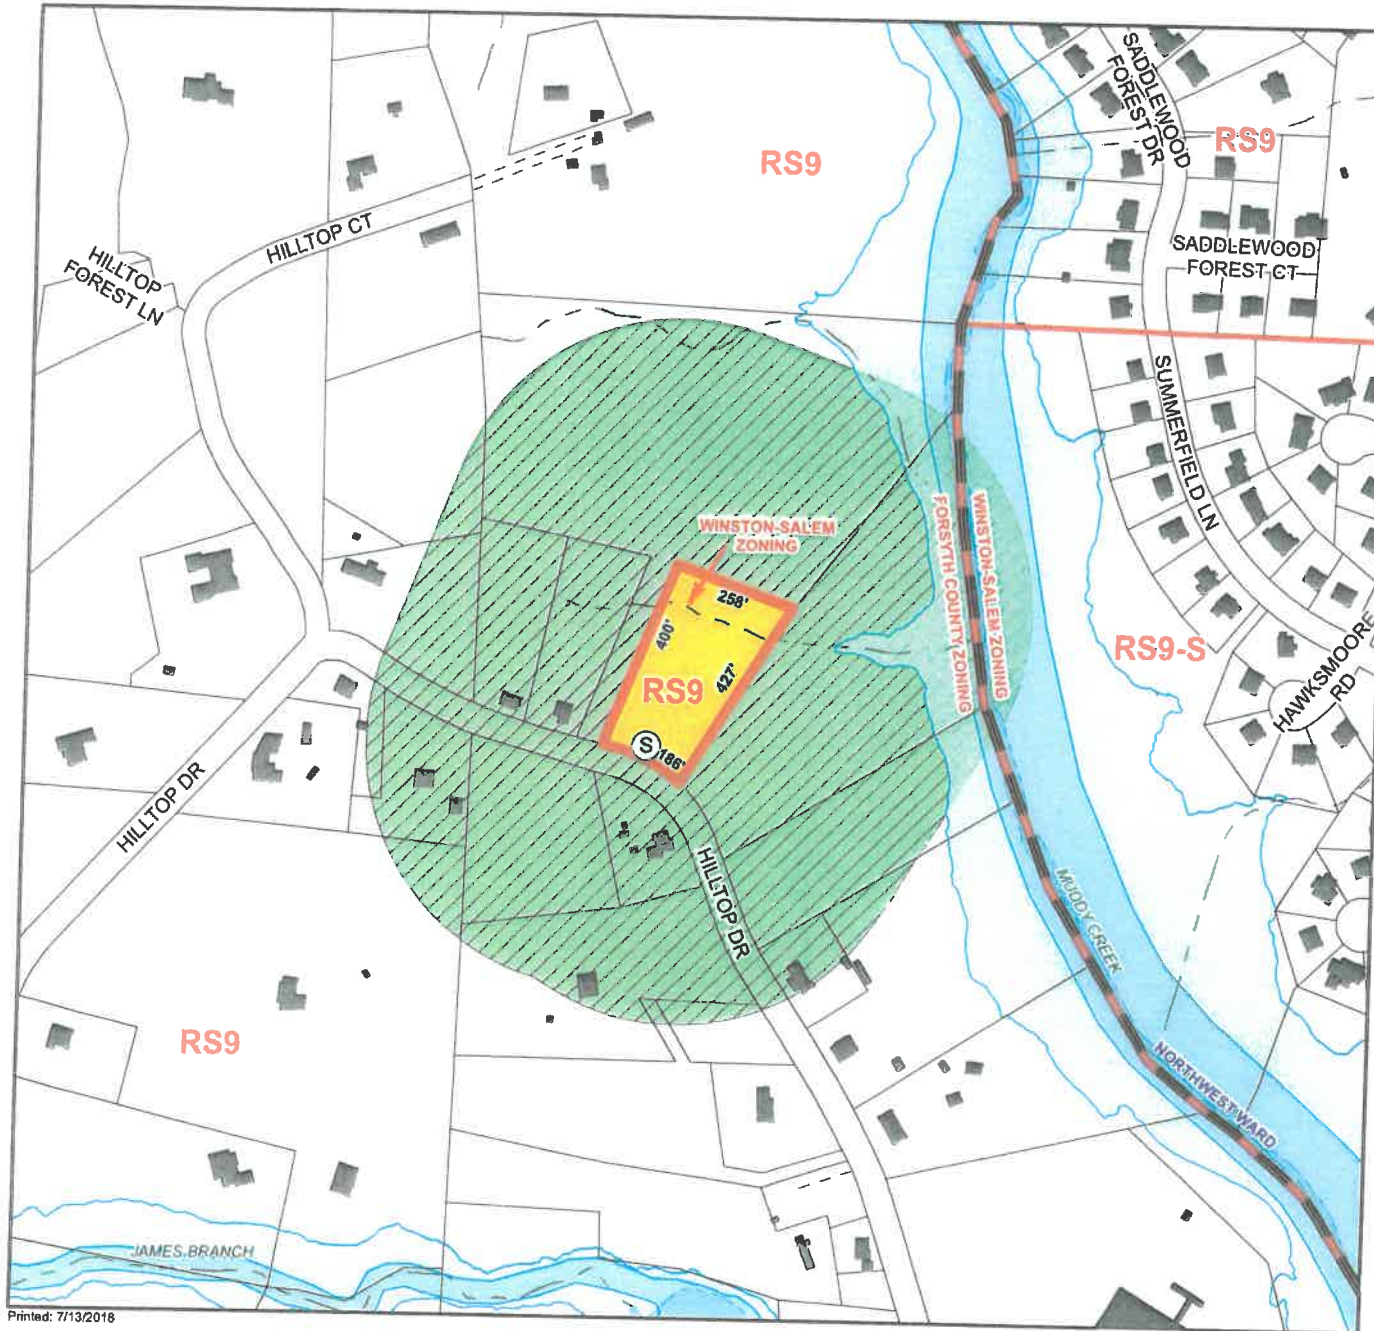 SADDLEWOOD
FOREST DR
RS9
RS9
HILLTOP CT
HILLTOP
FOREST LN
SADDLEWOOD
FOREST CT
SUMMERFIELD LN
WINSTON-SALEM
ZONING
WINSTON-SALEM ZONING
FORSYTH COUNTY ZONING
258'
400'
427'
RS9
S
186'
RS9-S
HAWKSMOORE
RD
HILLTOP DR
HILLTOP DR
MUDDY CREEK
RS9
NORTHWEST WARD
JAMES BRANCH
Printed: 7/13/2018